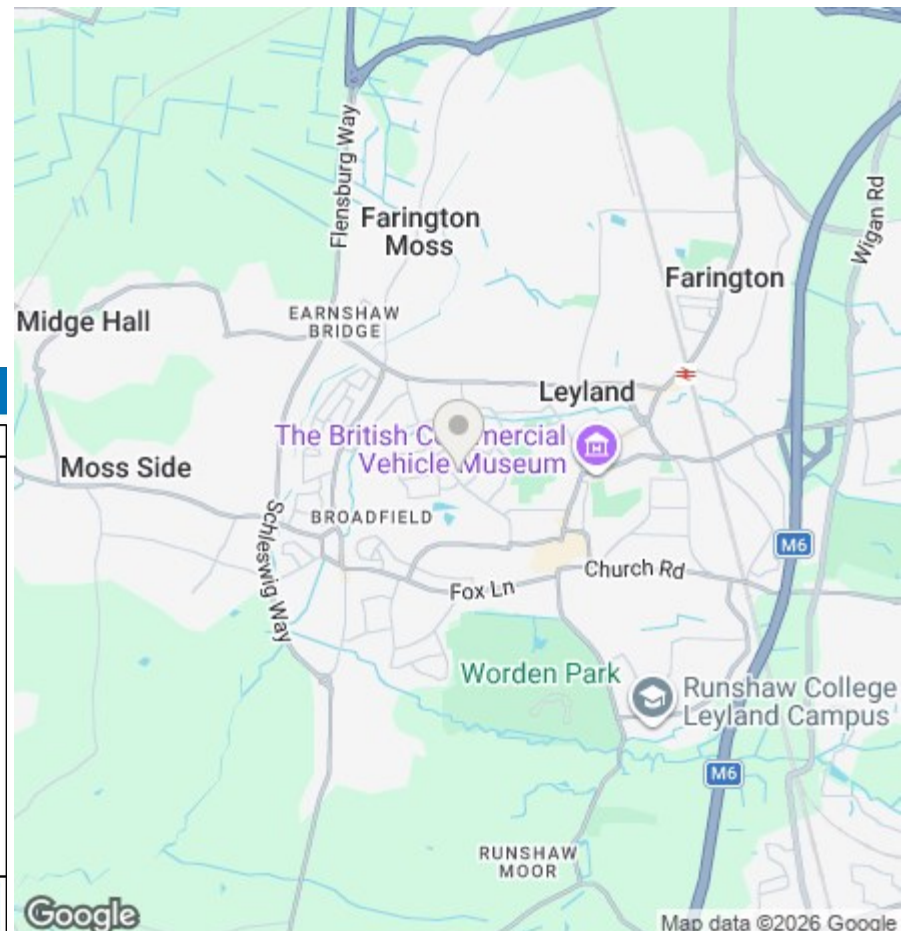 Flensburg Way
Farington
Moss
Wigan Rd
Farington
Midge Hall
EARNSHAW
BRIDGE
Leyland
The British Commercial
Vehicle Museum
Moss Side
BROADFIELD
Schleswig Way
M6
Church Rd
Fox Ln
Worden Park
Runshaw College
Leyland Campus
M6
RUNSHAW
MOOR
Google
Map data ©2026 Google